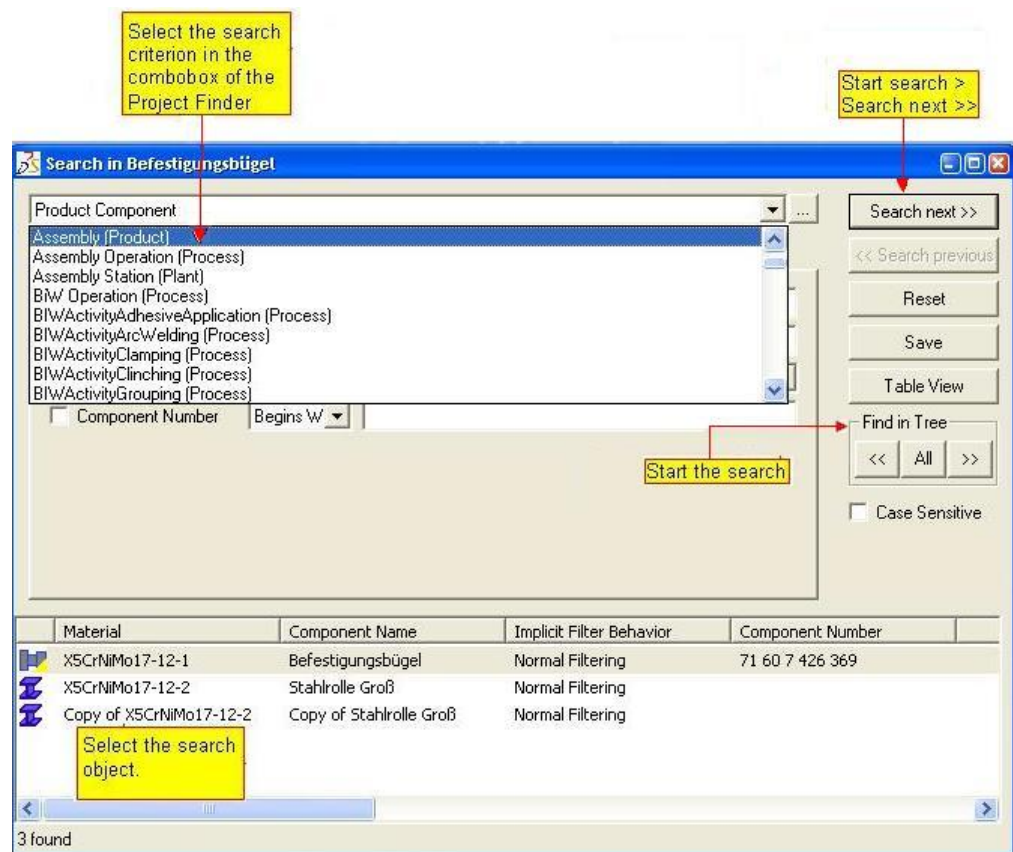 Select the search
criterion in the
combobox of the
Project Finder
Start search >
Search next >>
Search in Befestigungsbügel
Product Component
...
Search next >>
Assembly (Product)
Assembly Operation (Process)
Assembly Station (Plant)
BiW Operation (Process)
BIWActivityAdhesiveApplication (Process)
BIWActivityArcWelding (Process)
BIWActivityClamping (Process)
BIWActivityClinching (Process)
BIWActivityGrouping (Process)
<< Search previous
Reset
Save
Table View
Component Number Begins W
Find in Tree
<< All >>
Start the search
Case Sensitive
Material Component Name Implicit Filter Behavior Component Number
X5CrNiMo17-12-1 Befestigungsbügel Normal Filtering 71 60 7 426 369
X5CrNiMo17-12-2 Stahlrolle Groß Normal Filtering
Copy of X5CrNiMo17-12-2 Copy of Stahlrolle Groß Normal Filtering
Select the search
object.
3 found